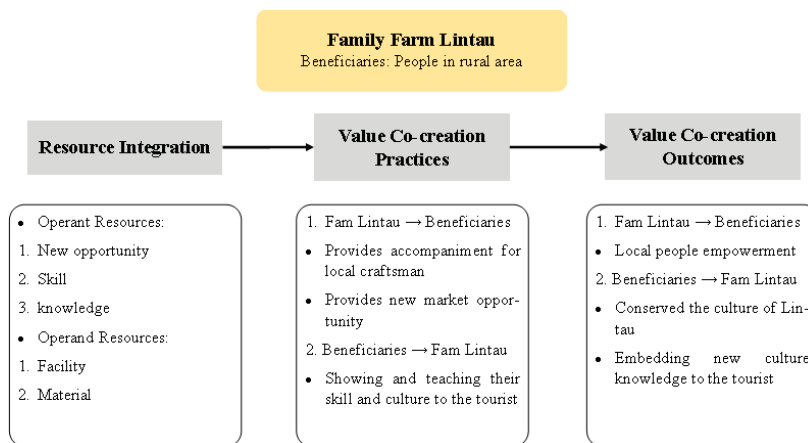 Family Farm Lintau
Beneficiaries: People in rural area
Resource Integration
Value Co-creation
Practices
Value Co-creation
Outcomes
• Operant Resources:
1. New opportunity
2. Skill
3. knowledge
• Operand Resources:
1. Facility
2. Material
1. Fam Lintau → Beneficiaries
• Provides accompaniment for
local craftsman
• Provides new market oppor-
tunity
2. Beneficiaries → Fam Lintau
• Showing and teaching their
skill and culture to the tourist
1. Fam Lintau → Beneficiaries
• Local people empowerment
2. Beneficiaries → Fam Lintau
• Conserved the culture of Lin-
tau
• Embedding new culture
knowledge to the tourist